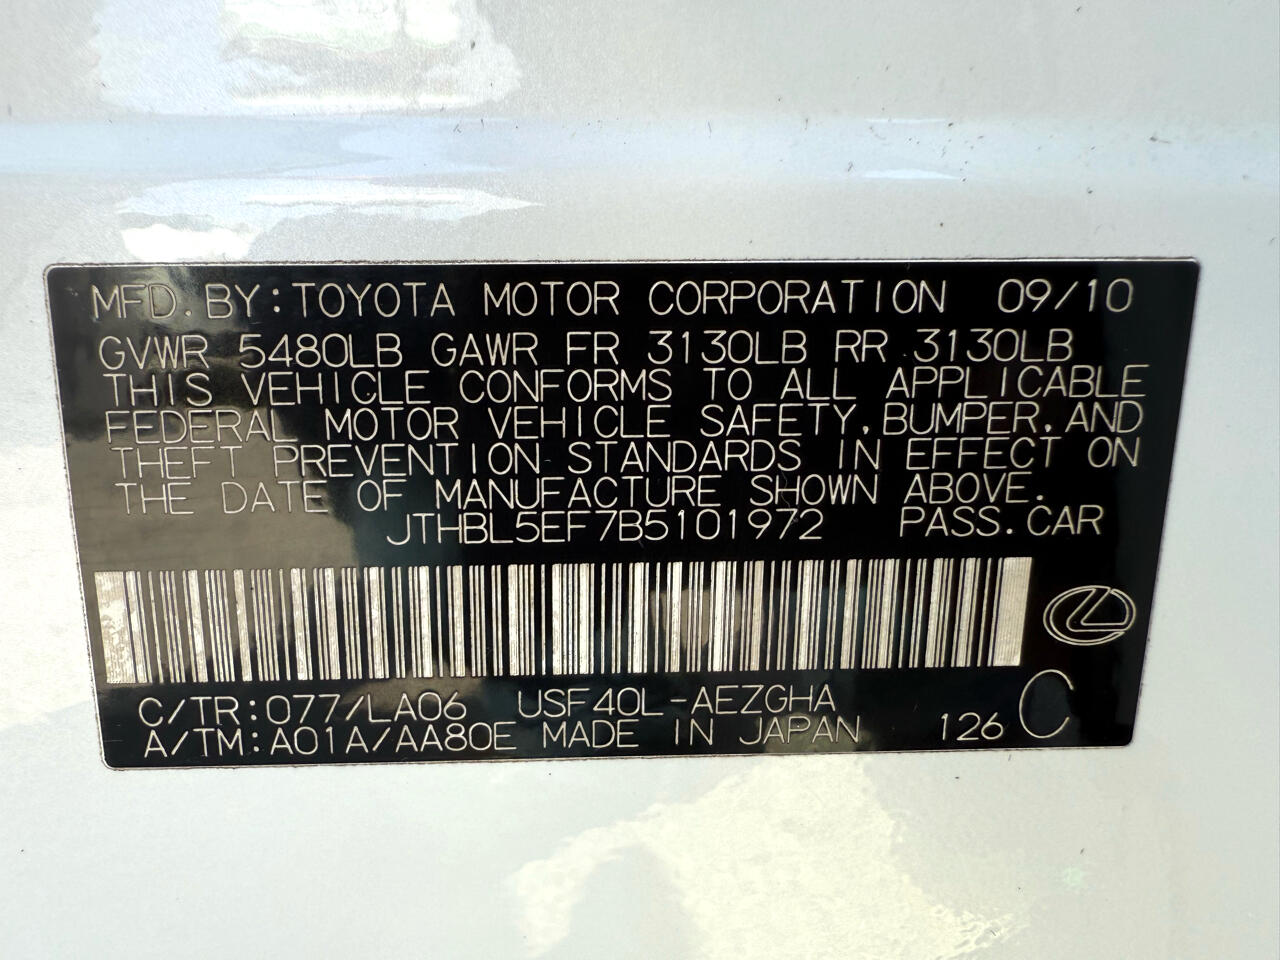 MFD. BY: TOYOTA MOTOR CORPORATION 09/10
GVWR 5480LB GAWR FR 3130LB RR 3130LB
THIS VEHICLE CONFORMS TO ALL APPLICABLE
FEDERAL MOTOR VEHICLE SAFETY, BUMPER, AND
THEFT PREVENTION STANDARDS IN EFFECT ON
THE DATE OF MANUFACTURE SHOWN ABOVE.
JTHBL5EF7B5101972 PASS. CAR
C/TR: 077/LA06 USF40L-AEZGHA
A/TM: A01A/AA80E MADE IN JAPAN 126 C